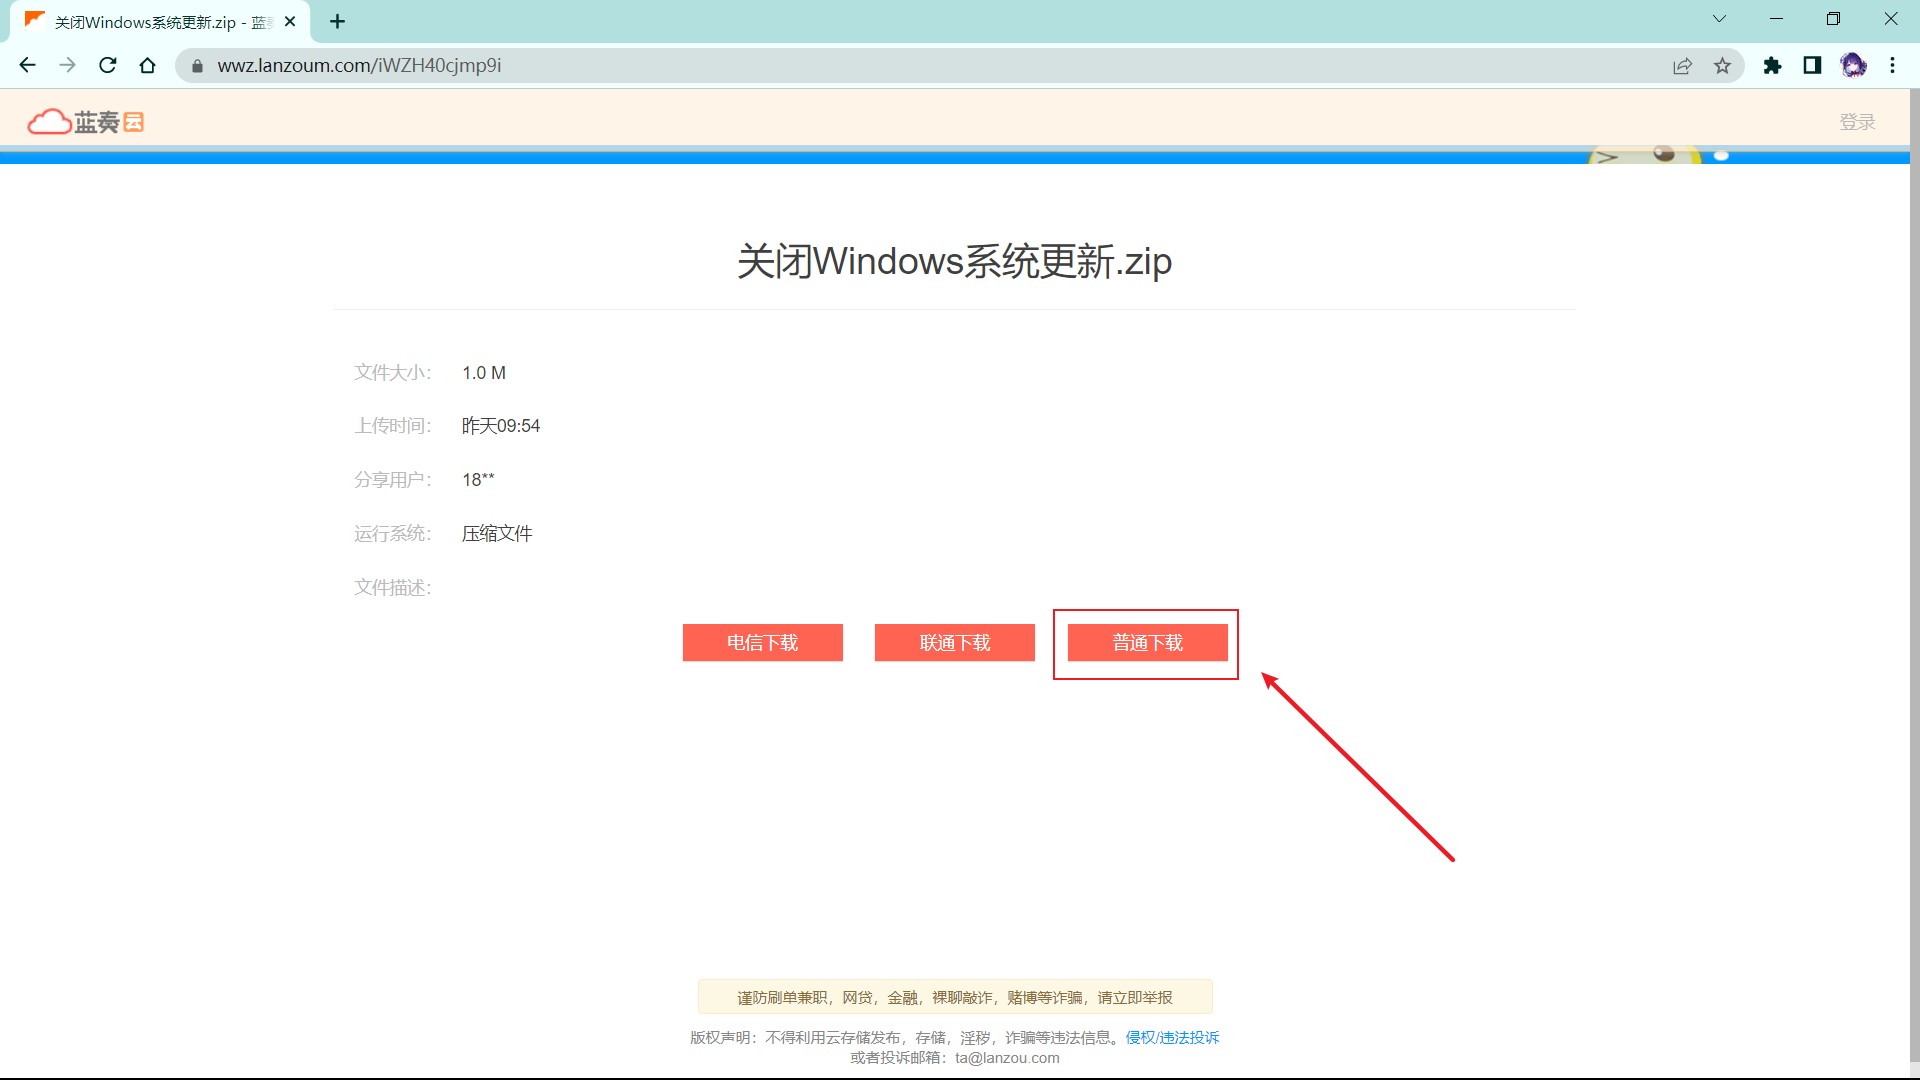 关闭Windows系统更新.zip - 蓝
wwz.lanzoum.com/iWZH40cjmp9i
蓝奏云
登录
关闭Windows系统更新.zip
文件大小： 1.0 M
上传时间： 昨天09:54
分享用户： 18**
运行系统： 压缩文件
文件描述：
电信下载 联通下载 普通下载
谨防刷单兼职，网贷，金融，裸聊敲诈，赌博等诈骗，请立即举报
版权声明：不得利用云存储发布，存储，淫秽，诈骗等违法信息。侵权/违法投诉
或者投诉邮箱：ta@lanzou.com